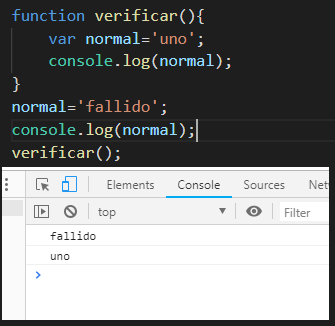 function verificar(){
    var normal='uno';
    console.log(normal);
}
normal='fallido';
console.log(normal);
verificar();
Elements Console Sources Net
top Filter
fallido
uno
>